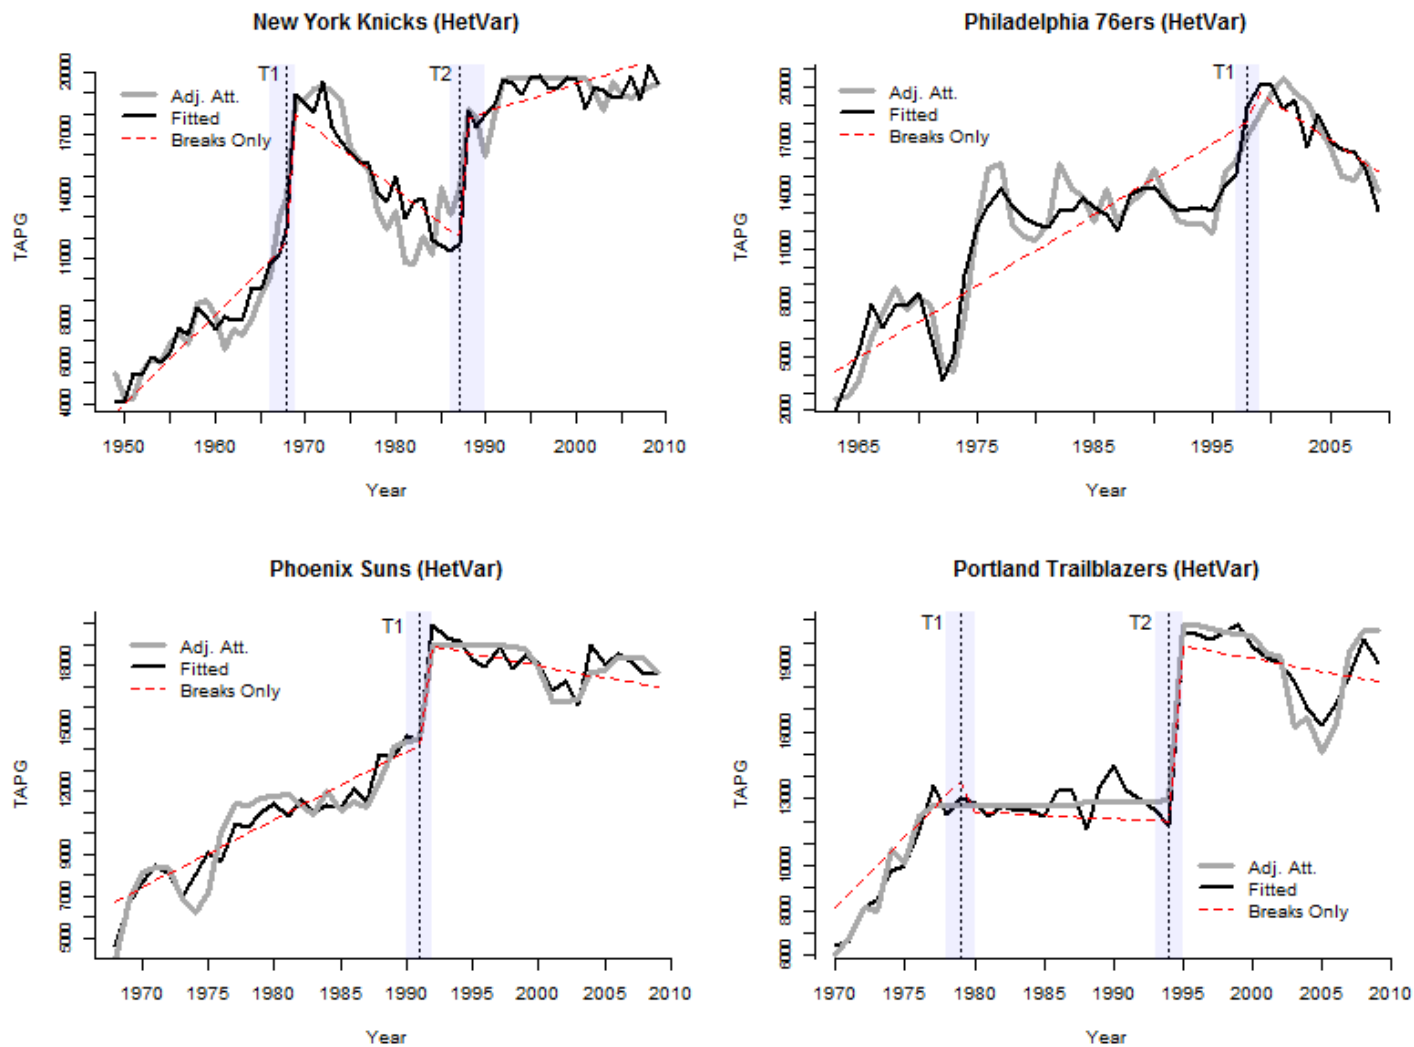 New York Knicks (HetVar)
T1
T2
Adj. Att.
Fitted
Breaks Only
TAPG
20000
17000
14000
11000
8000
6000
4000
1950 1960 1970 1980 1990 2000 2010
Year
Philadelphia 76ers (HetVar)
T1
Adj. Att.
Fitted
Breaks Only
TAPG
20000
17000
14000
11000
8000
5000
2000
1965 1975 1985 1995 2005
Year
Phoenix Suns (HetVar)
T1
Adj. Att.
Fitted
Breaks Only
TAPG
18000
15000
12000
9000
7000
5000
1970 1975 1980 1985 1990 1995 2000 2005 2010
Year
Portland Trailblazers (HetVar)
T1
T2
Adj. Att.
Fitted
Breaks Only
TAPG
19000
16000
13000
10000
8000
6000
1970 1975 1980 1985 1990 1995 2000 2005 2010
Year